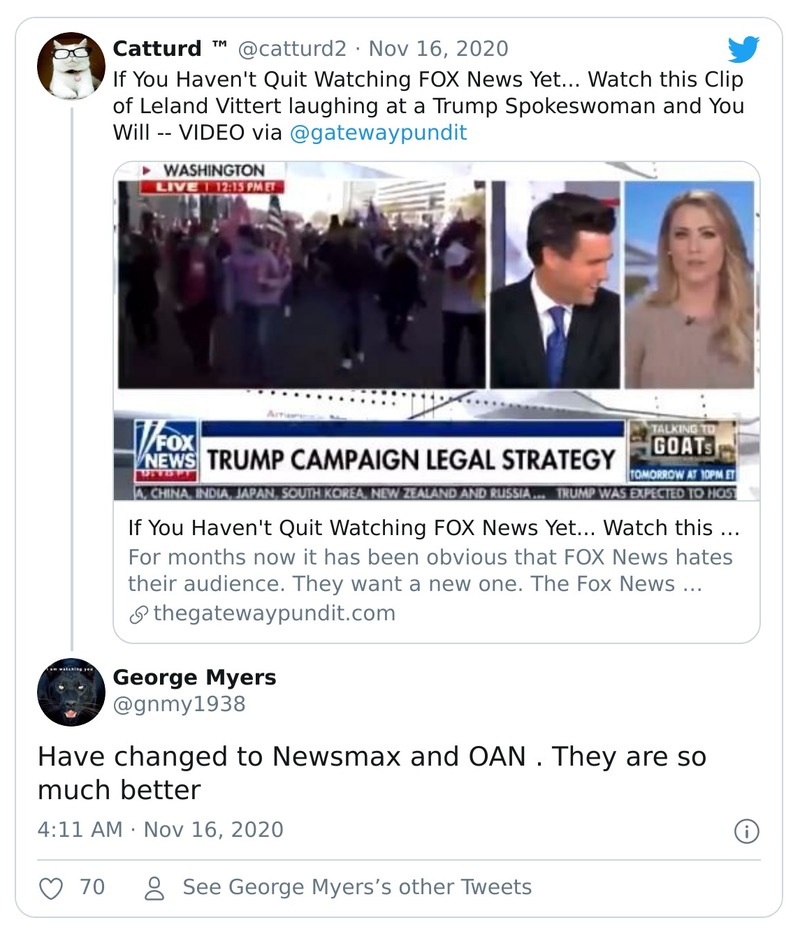 Catturd ™ @catturd2 · Nov 16, 2020
If You Haven't Quit Watching FOX News Yet... Watch this Clip
of Leland Vittert laughing at a Trump Spokeswoman and You
Will -- VIDEO via @gatewaypundit
WASHINGTON
LIVE | 12:15 PM ET
FOX
NEWS
TRUMP CAMPAIGN LEGAL STRATEGY
TALKING TO
GOATs
TOMORROW AT 10PM ET
A, CHINA, INDIA, JAPAN, SOUTH KOREA, NEW ZEALAND AND RUSSIA... TRUMP WAS EXPECTED TO HOST
If You Haven't Quit Watching FOX News Yet... Watch this ...
For months now it has been obvious that FOX News hates
their audience. They want a new one. The Fox News ...
thegatewaypundit.com
George Myers
@gnmy1938
Have changed to Newsmax and OAN . They are so
much better
4:11 AM · Nov 16, 2020
70
See George Myers’s other Tweets